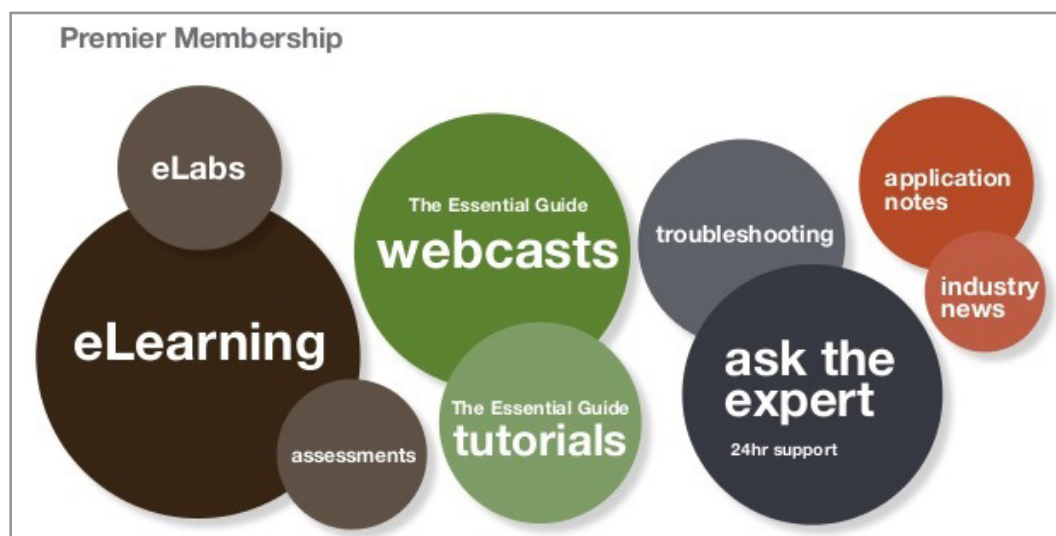 Premier Membership
eLabs
eLearning
assessments
The Essential Guide
webcasts
The Essential Guide
tutorials
troubleshooting
ask the
expert
24hr support
application
notes
industry
news